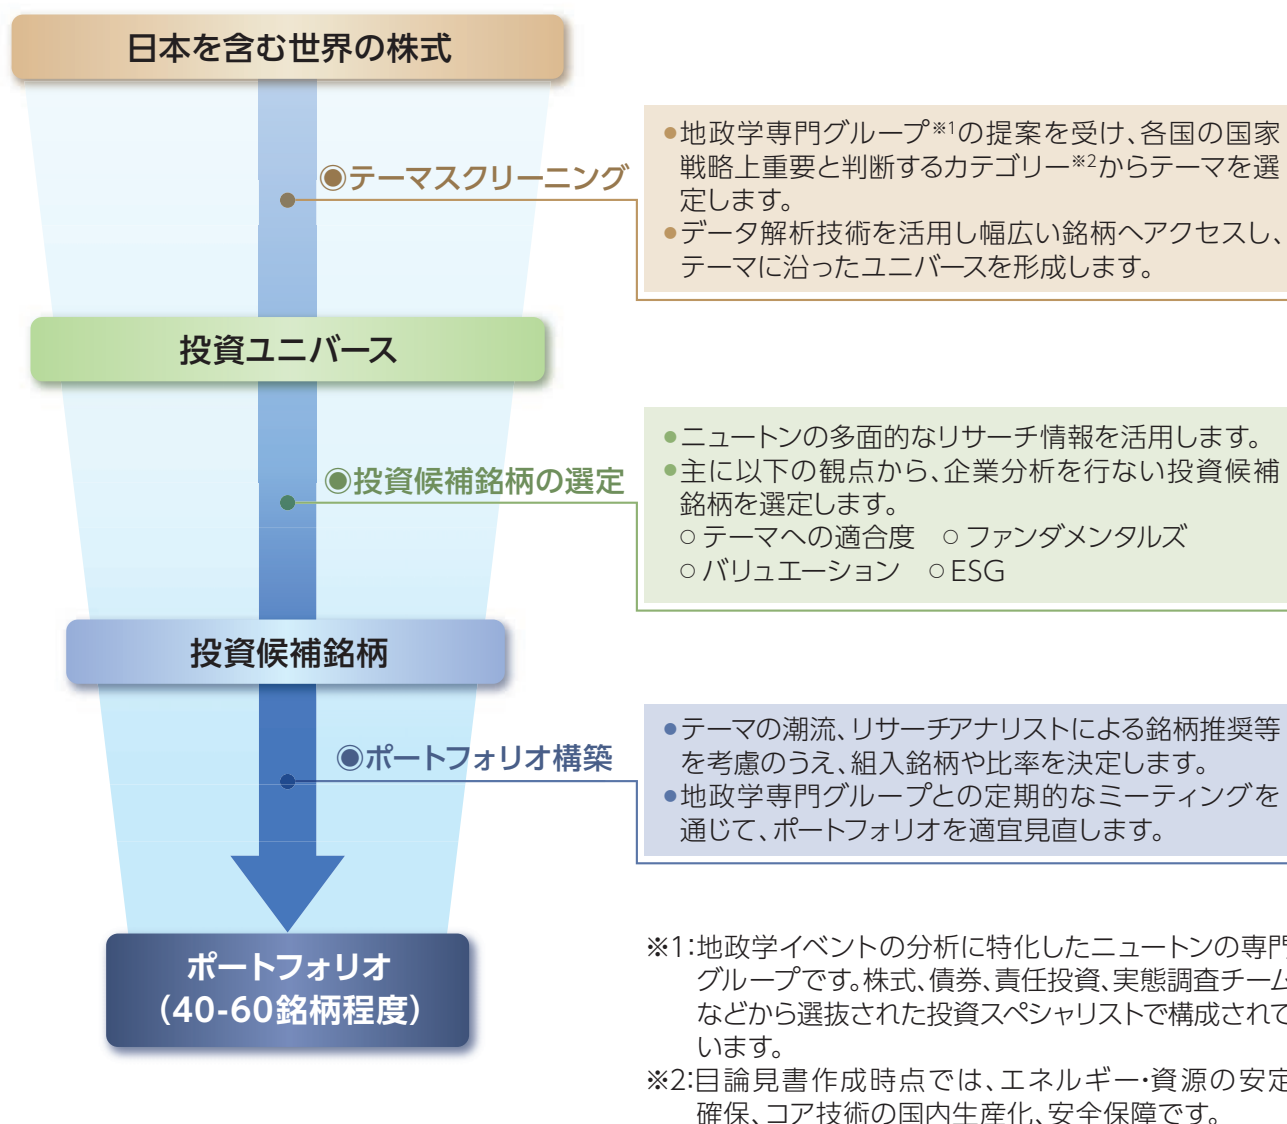 日本を含む世界の株式
◉テーマスクリーニング
●地政学専門グループ※1の提案を受け、各国の国家
戦略上重要と判断するカテゴリー※2からテーマを選
定します。
●データ解析技術を活用し幅広い銘柄へアクセスし、
テーマに沿ったユニバースを形成します。
投資ユニバース
◉投資候補銘柄の選定
●ニュートンの多面的なリサーチ情報を活用します。
●主に以下の観点から、企業分析を行ない投資候補
銘柄を選定します。
○テーマへの適合度　○ファンダメンタルズ
○バリュエーション　○ESG
投資候補銘柄
◉ポートフォリオ構築
●テーマの潮流、リサーチアナリストによる銘柄推奨等
を考慮のうえ、組入銘柄や比率を決定します。
●地政学専門グループとの定期的なミーティングを
通じて、ポートフォリオを適宜見直します。
ポートフォリオ
（40-60銘柄程度）
※1:地政学イベントの分析に特化したニュートンの専門
グループです。株式、債券、責任投資、実態調査チーム
などから選抜された投資スペシャリストで構成されて
います。
※2:目論見書作成時点では、エネルギー・資源の安定
確保、コア技術の国内生産化、安全保障です。